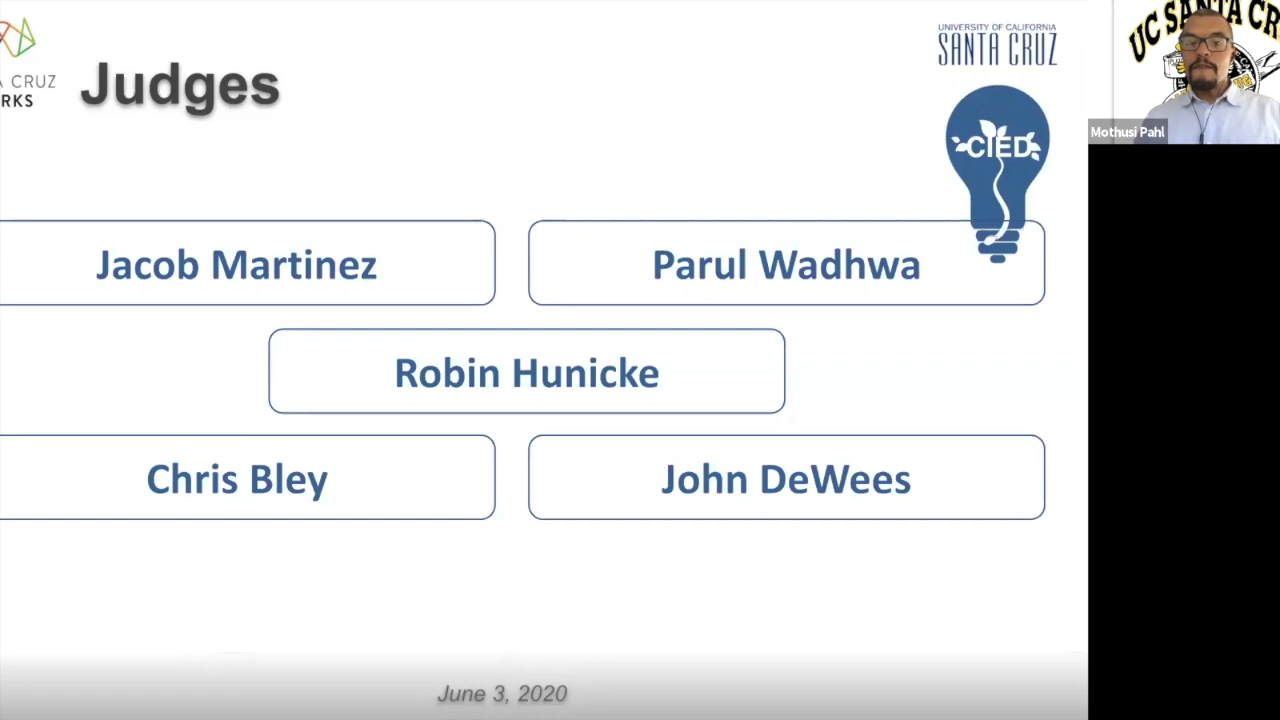 UNIVERSITY OF CALIFORNIA
SANTA CRUZ
UC SANTA CR
A CRUZ
RKS
Judges
CIED
Mothusi Pahl
Jacob Martinez
Parul Wadhwa
Robin Hunicke
Chris Bley
John DeWees
June 3, 2020